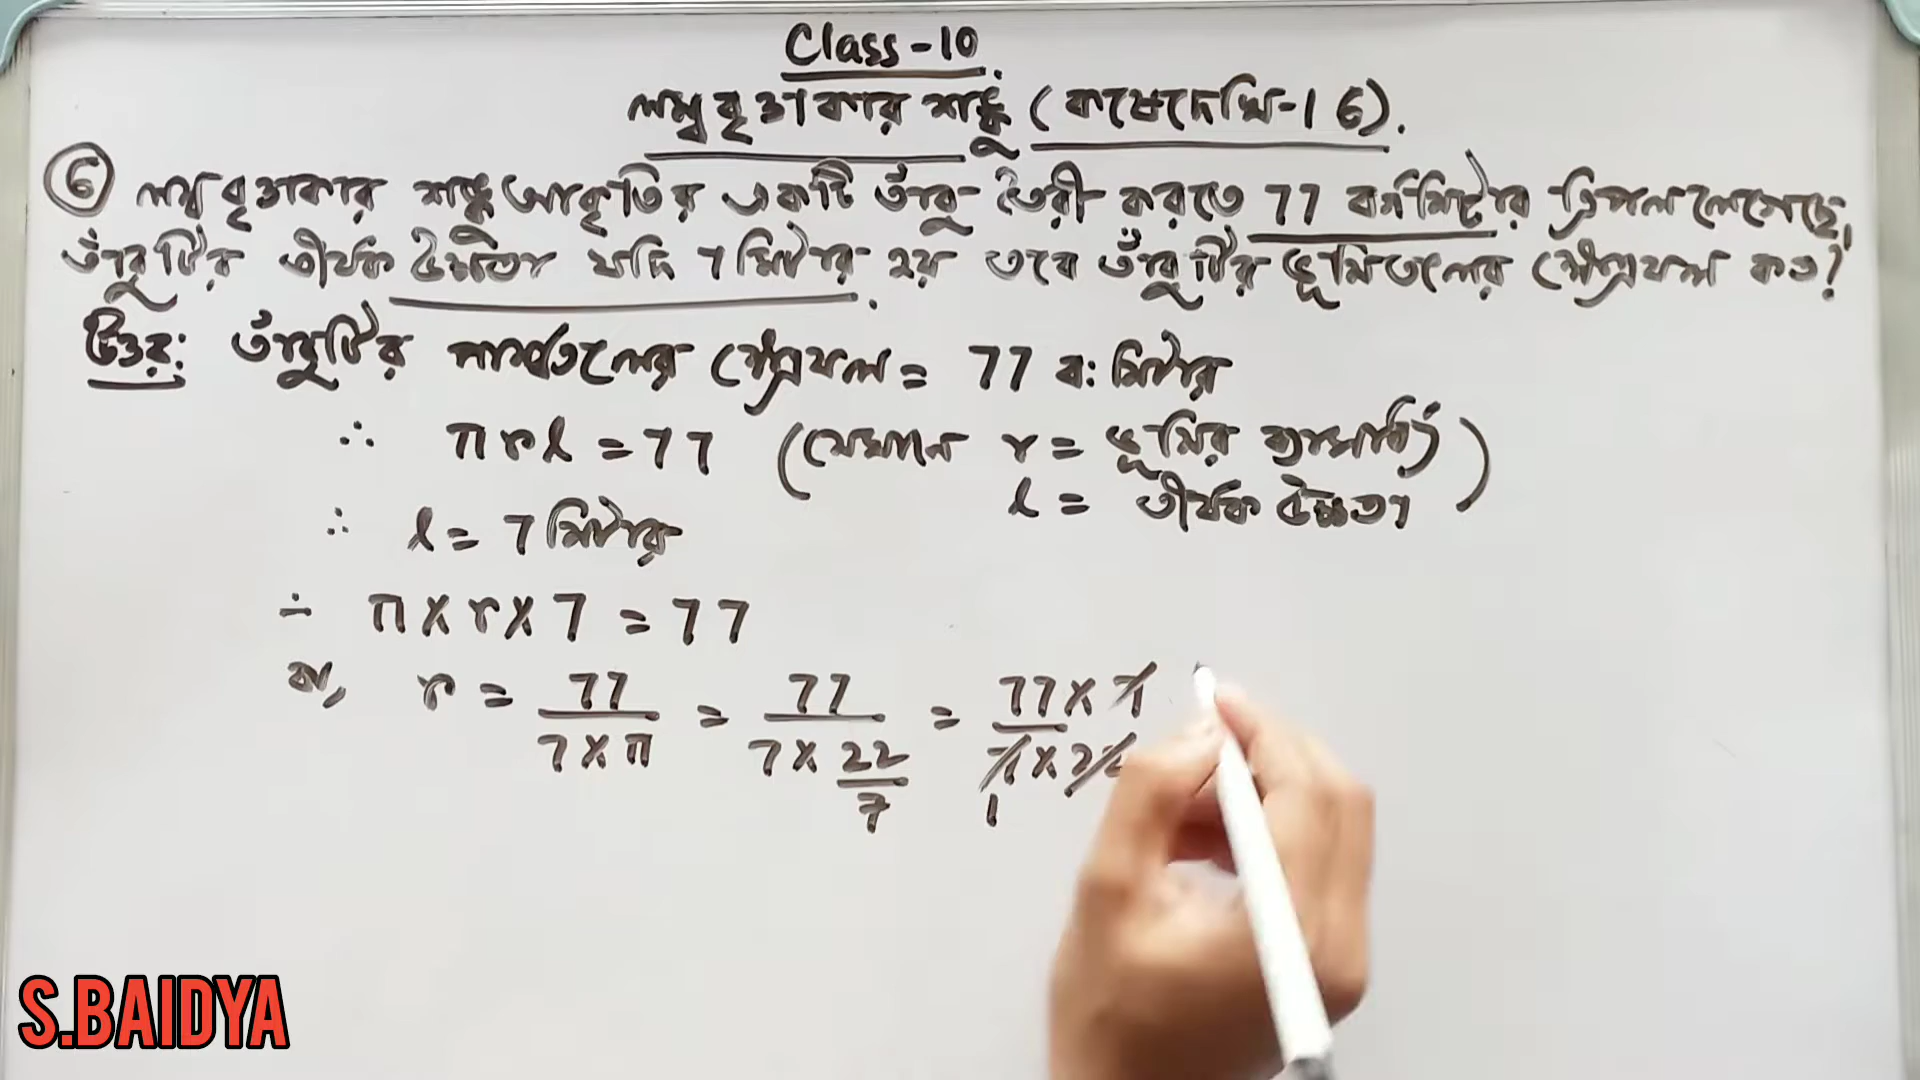 Class-10
লম্ব বৃত্তাকার শঙ্কু (কষে দেখি-16).
6 লম্ব বৃত্তাকার শঙ্কু আকৃতির একটি তাঁবু তৈরী করতে 77 বর্গমিটার ত্রিপল লেগেছে,
তাঁবুটির তীর্যক উচ্চতা যদি 7 মিটার হয় তবে তাঁবুটির ভূমিতলের ক্ষেত্রফল কত?
উত্তর: তাঁবুটির পার্শ্বতলের ক্ষেত্রফল = 77 ব: মিটার
∴ πrl = 77 (যেখানে r = ভূমির ব্যাসার্ধ
l = তীর্যক উচ্চতা)
∴ l = 7 মিটার
∴ π × r × 7 = 77
বা, r = 77 / 7 × π = 77 / 7 × 22/7 = 77 × 7 / 7 × 22
1
S.BAIDYA